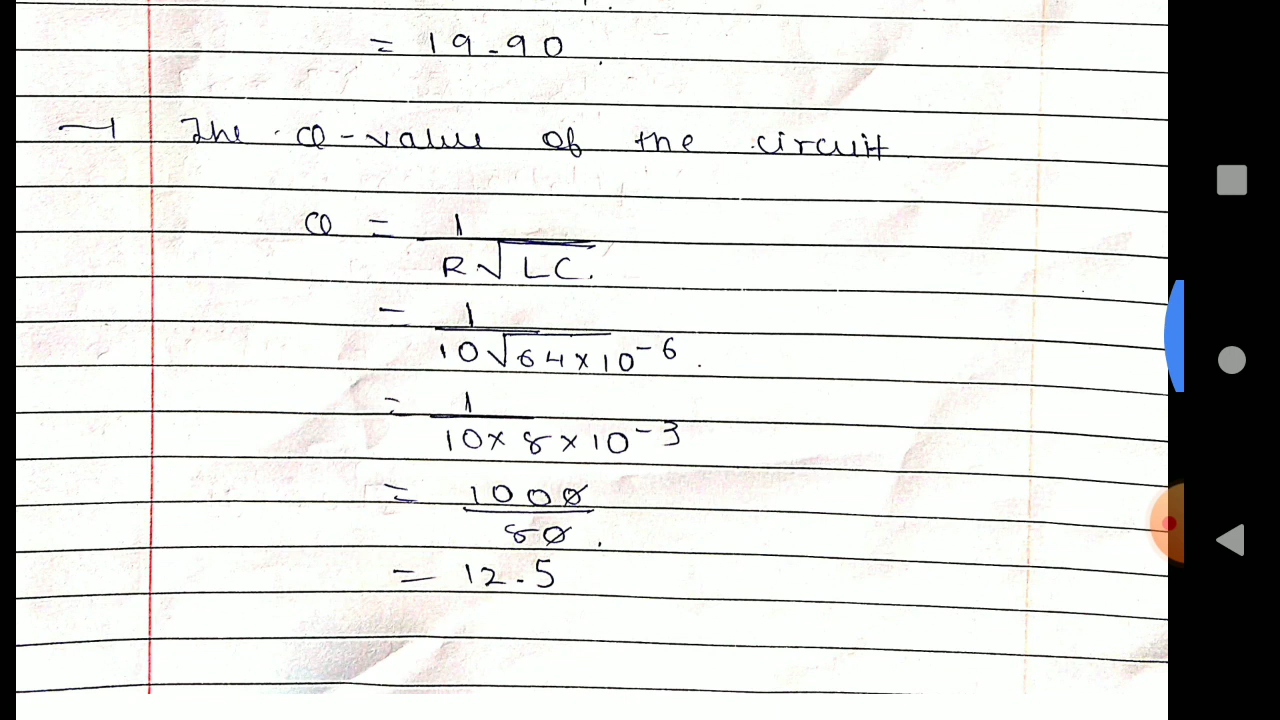 = 19.90
→ The Q-value of the circuit
Q = 1 / R√LC.
= 1 / 10√64×10⁻⁶.
= 1 / 10×8×10⁻³
= 1000 / 80.
= 12.5